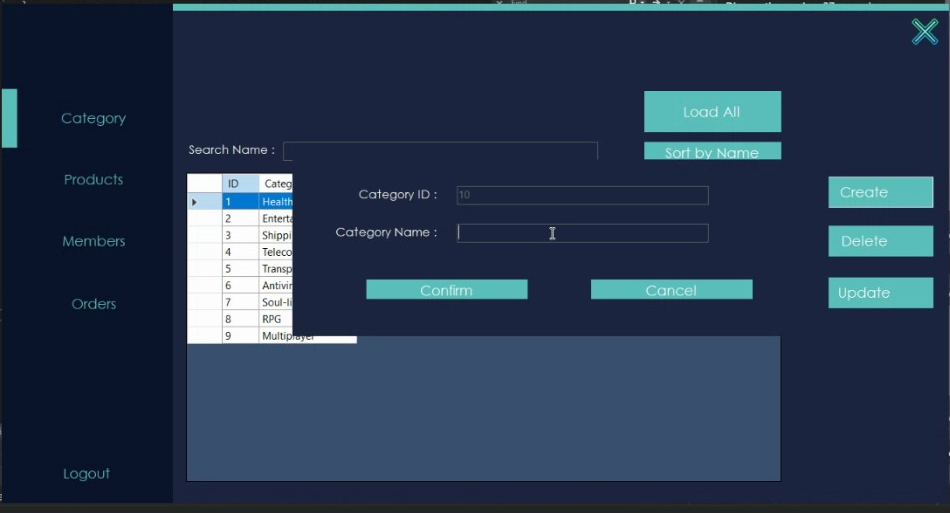 Category
Products
Members
Orders
Logout
Load All
Search Name :
Sort by Name
ID Categ
1 Health
2 Enterta
3 Shippi
4 Teleco
5 Transp
6 Antivir
7 Soul-li
8 RPG
9 Multiplayer
Category ID : 10
Category Name :
Confirm Cancel
Create
Delete
Update